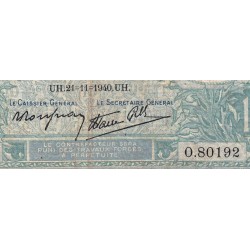 UH.21-11-1940.UH.
LE CAISSIER GÉNÉRAL LE SECRÉTAIRE GÉNÉRAL
LE CONTREFACTEUR SERA
PUNI DES TRAVAUX FORCÉS
À PERPÉTUITÉ
O.80192